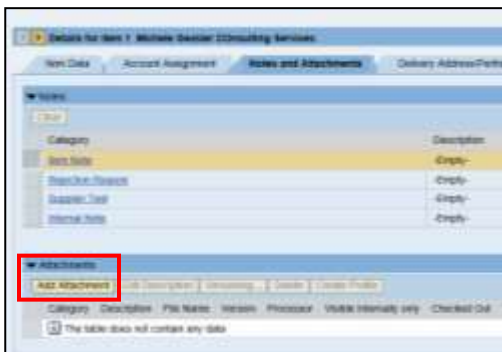 Details for item 1 Michele Consulting Services
Item Data Account Assignment Notes and Attachments Delivery Address/
Notes
Clear
Category Description
Item Note -Empty-
Rejection Reason -Empty-
Supplier Text -Empty-
Internal Note -Empty-
Attachments
Add Attachment Edit Description Versioning... Delete Create Profile
Category Description File Name Version Processor Visible Internally only Checked Out
The table does not contain any data